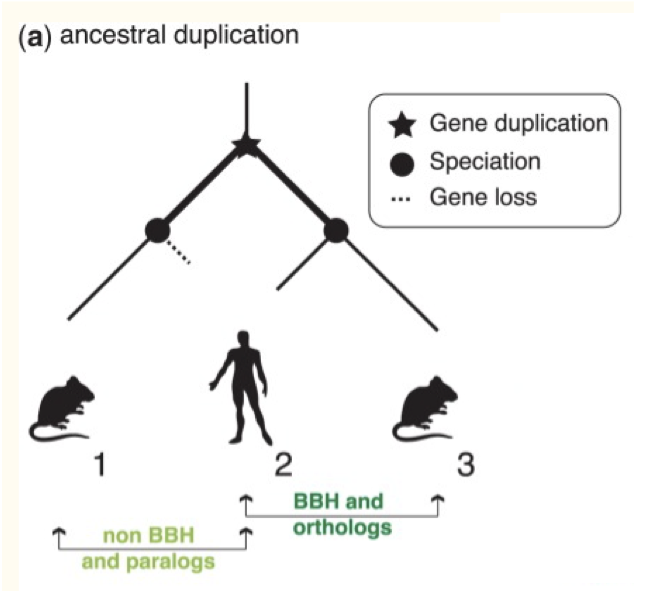 (a) ancestral duplication
Gene duplication
Speciation
Gene loss
1
2
3
BBH and
orthologs
non BBH
and paralogs